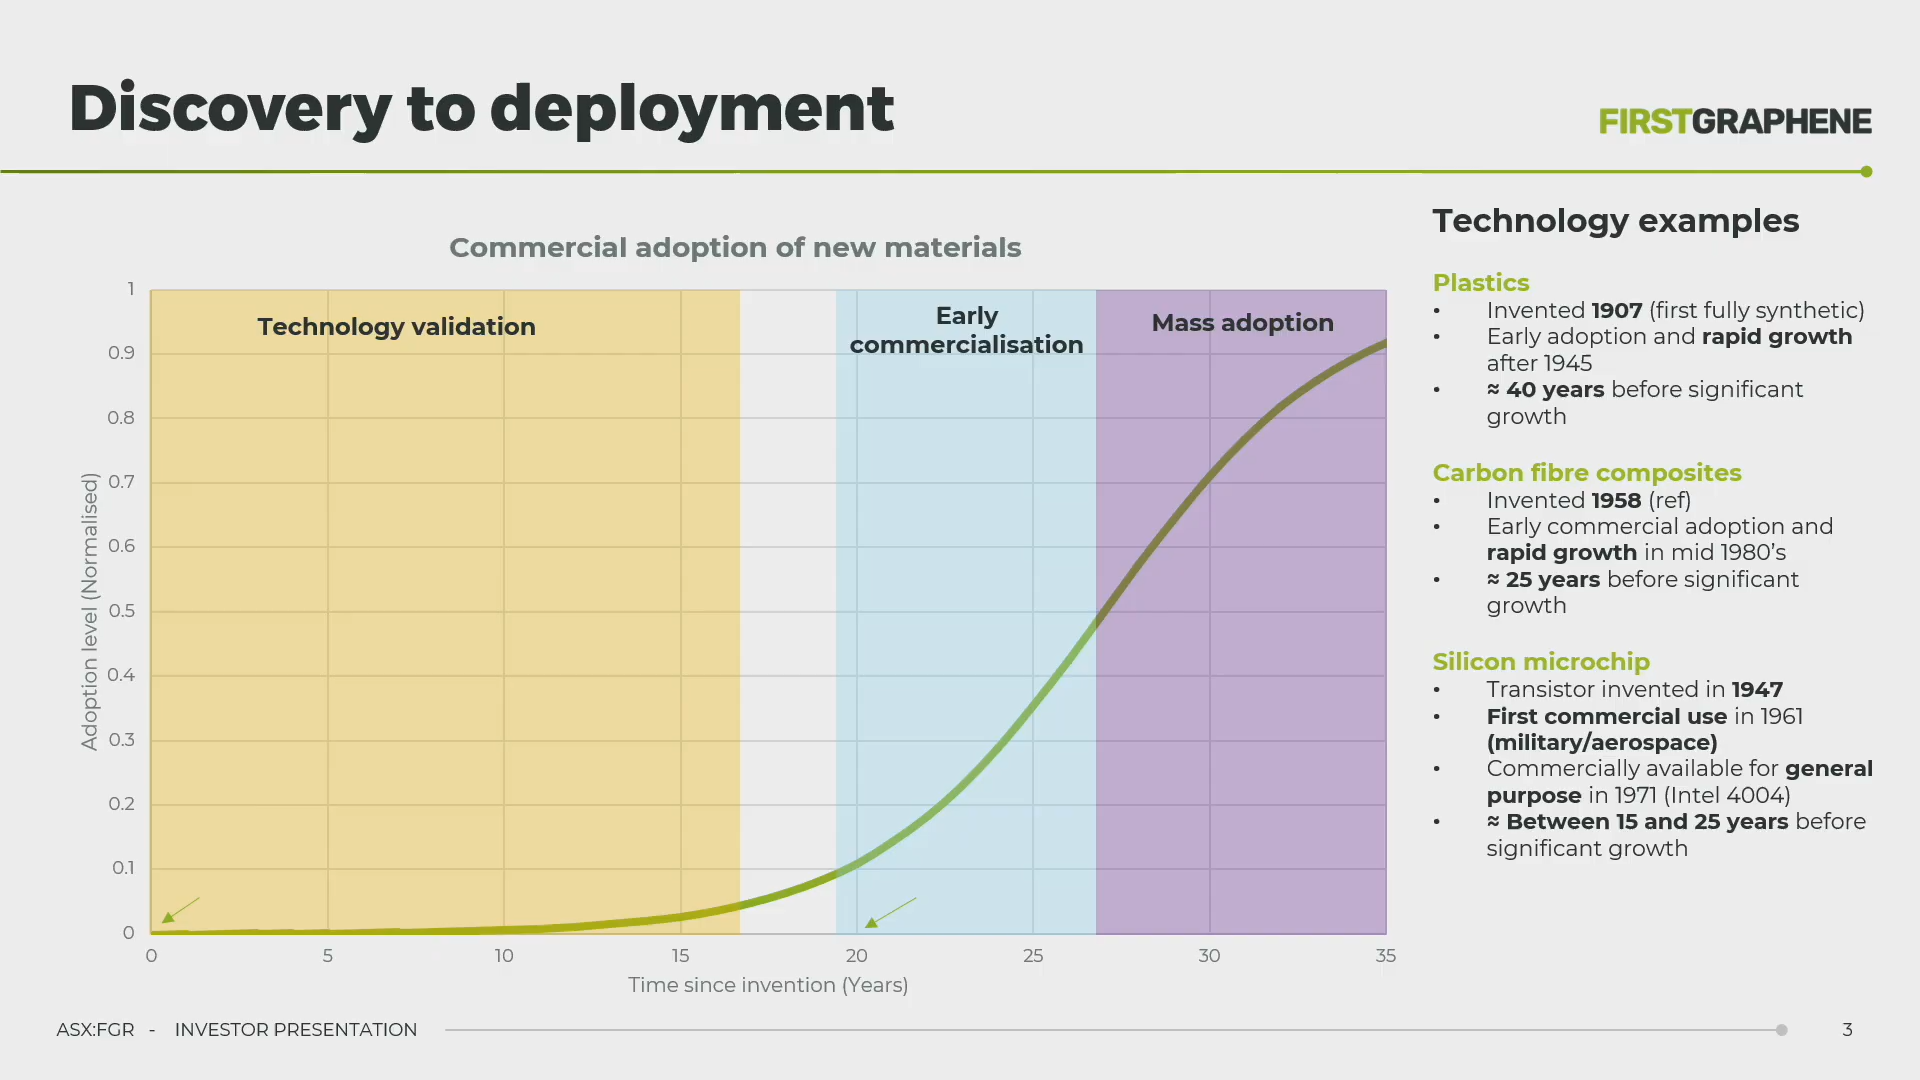 Discovery to deployment
FIRSTGRAPHENE
Commercial adoption of new materials
1
0.9
0.8
0.7
0.6
0.5
0.4
0.3
0.2
0.1
0
Adoption level (Normalised)
Technology validation
Early
commercialisation
Mass adoption
0 5 10 15 20 25 30 35
Time since invention (Years)
Technology examples
Plastics
• Invented 1907 (first fully synthetic)
• Early adoption and rapid growth
after 1945
• ≈ 40 years before significant
growth
Carbon fibre composites
• Invented 1958 (ref)
• Early commercial adoption and
rapid growth in mid 1980’s
• ≈ 25 years before significant
growth
Silicon microchip
• Transistor invented in 1947
• First commercial use in 1961
(military/aerospace)
• Commercially available for general
purpose in 1971 (Intel 4004)
• ≈ Between 15 and 25 years before
significant growth
ASX:FGR - INVESTOR PRESENTATION
3